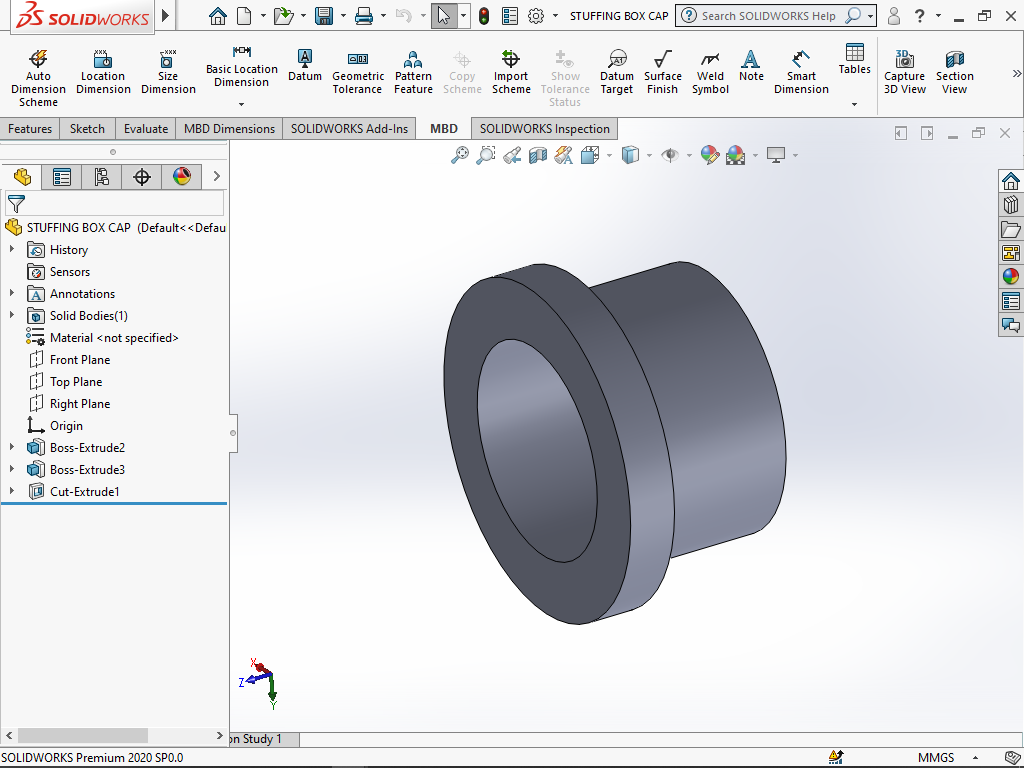 SOLIDWORKS
STUFFING BOX CAP
Search SOLIDWORKS Help
?
Auto Dimension Scheme
Location Dimension
Size Dimension
Basic Location Dimension
Datum
Geometric Tolerance
Pattern Feature
Copy Scheme
Import Scheme
Show Tolerance Status
Datum Target
Surface Finish
Weld Symbol
Note
Smart Dimension
Tables
Capture 3D View
Section View
Features
Sketch
Evaluate
MBD Dimensions
SOLIDWORKS Add-Ins
MBD
SOLIDWORKS Inspection
STUFFING BOX CAP (Default<<Defau
History
Sensors
Annotations
Solid Bodies(1)
Material <not specified>
Front Plane
Top Plane
Right Plane
Origin
Boss-Extrude2
Boss-Extrude3
Cut-Extrude1
X
Z
Y
on Study 1
SOLIDWORKS Premium 2020 SP0.0
MMGS